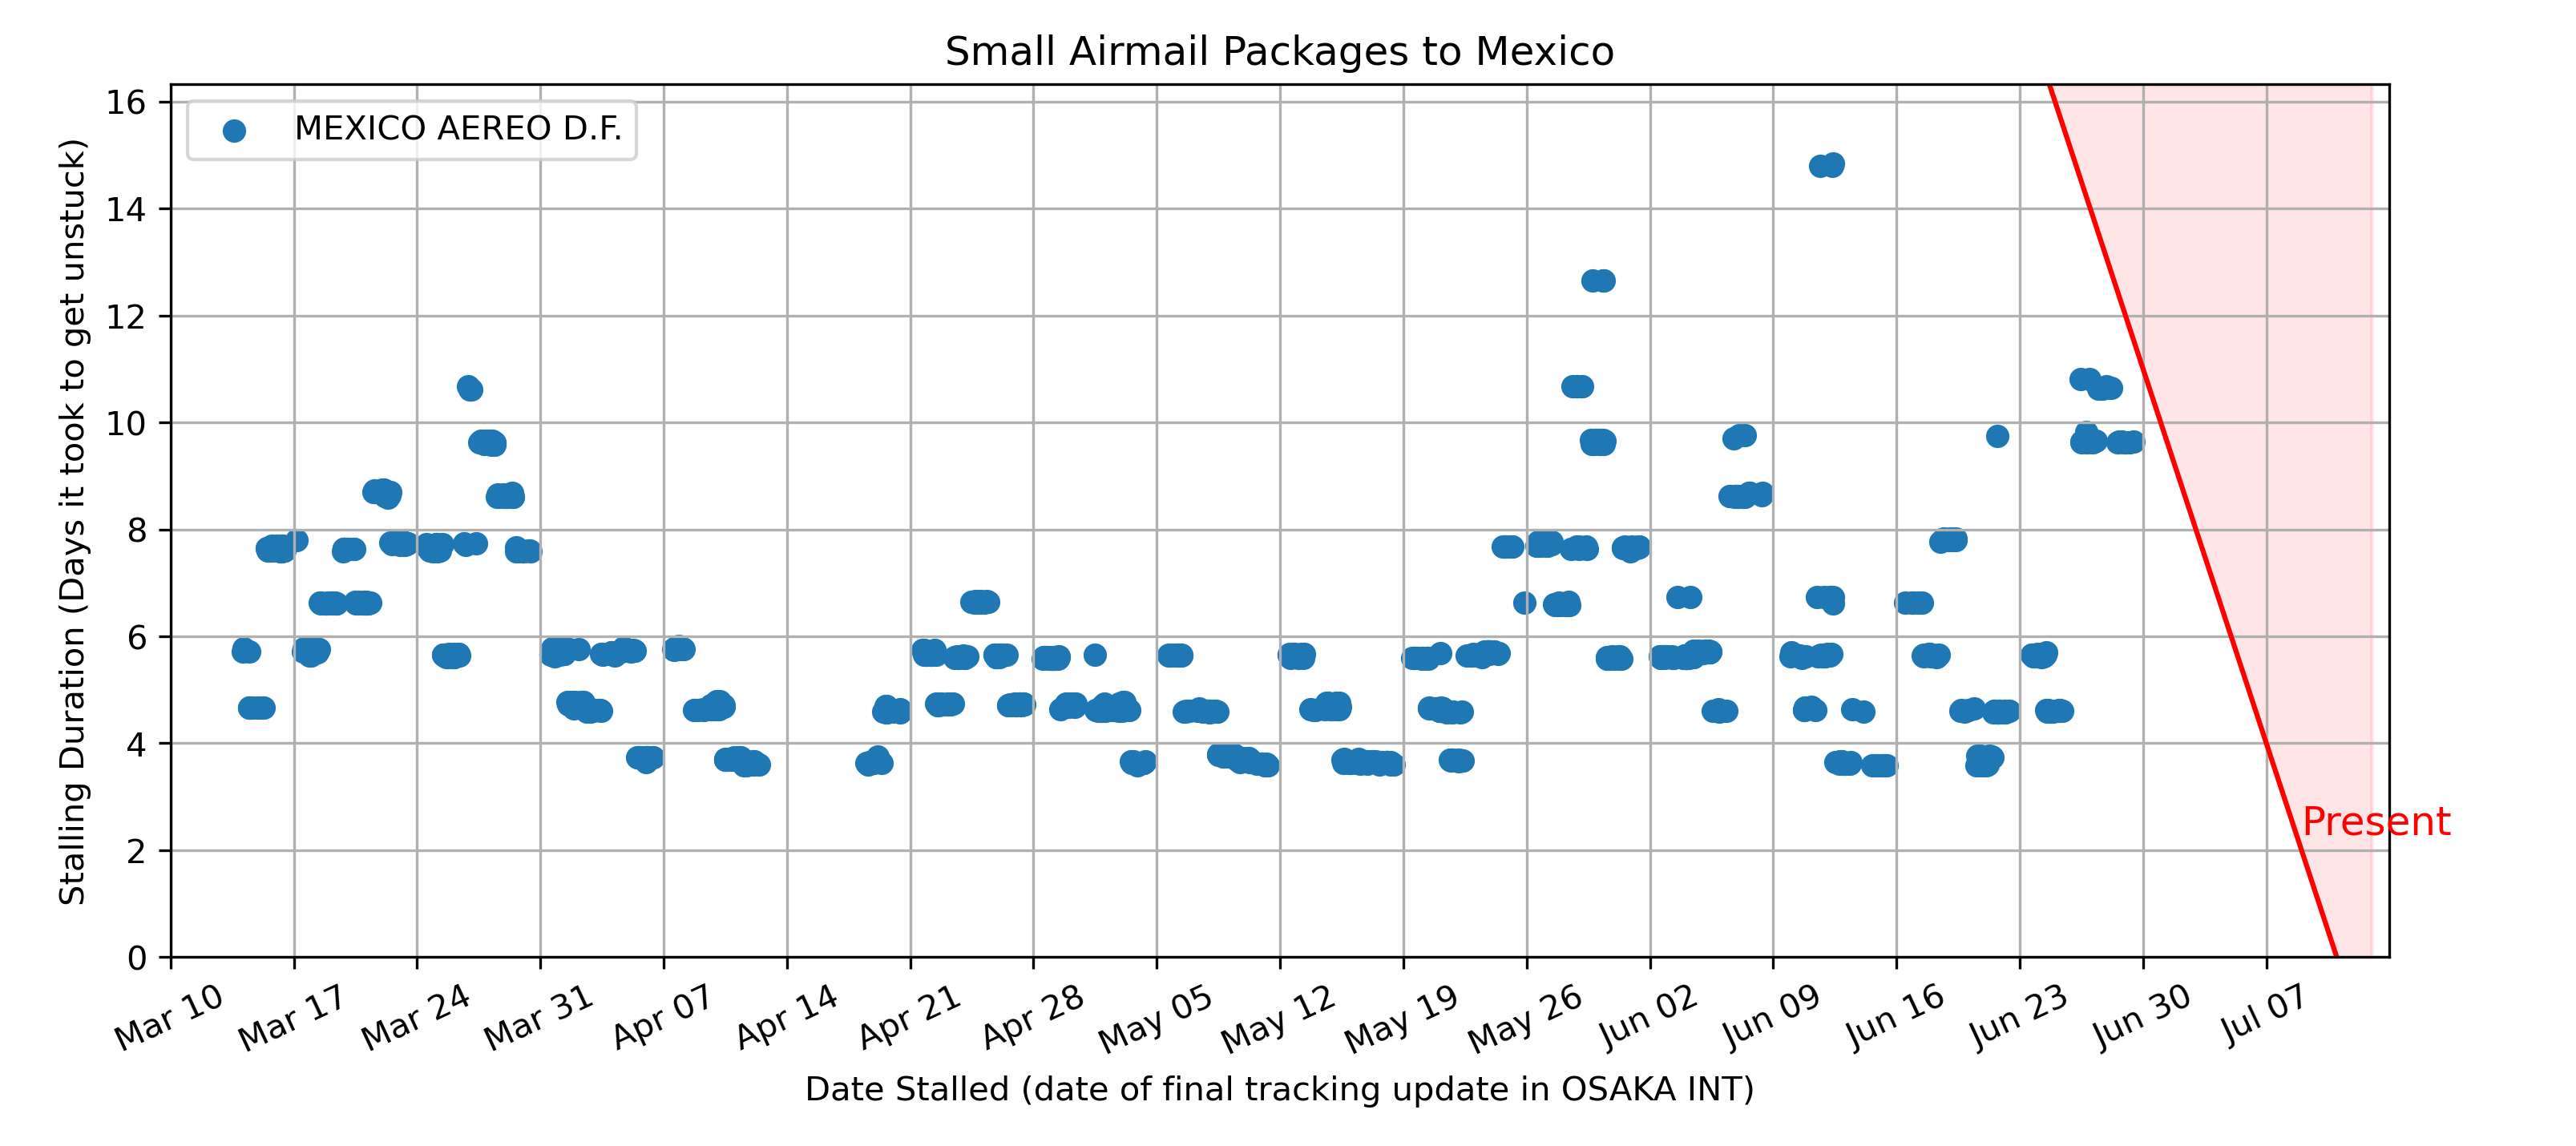 Small Airmail Packages to Mexico
MEXICO AEREO D.F.
Stalling Duration (Days it took to get unstuck)
16
14
12
10
8
6
4
2
0
Present
Mar 10
Mar 17
Mar 24
Mar 31
Apr 07
Apr 14
Apr 21
Apr 28
May 05
May 12
May 19
May 26
Jun 02
Jun 09
Jun 16
Jun 23
Jun 30
Jul 07
Date Stalled (date of final tracking update in OSAKA INT)